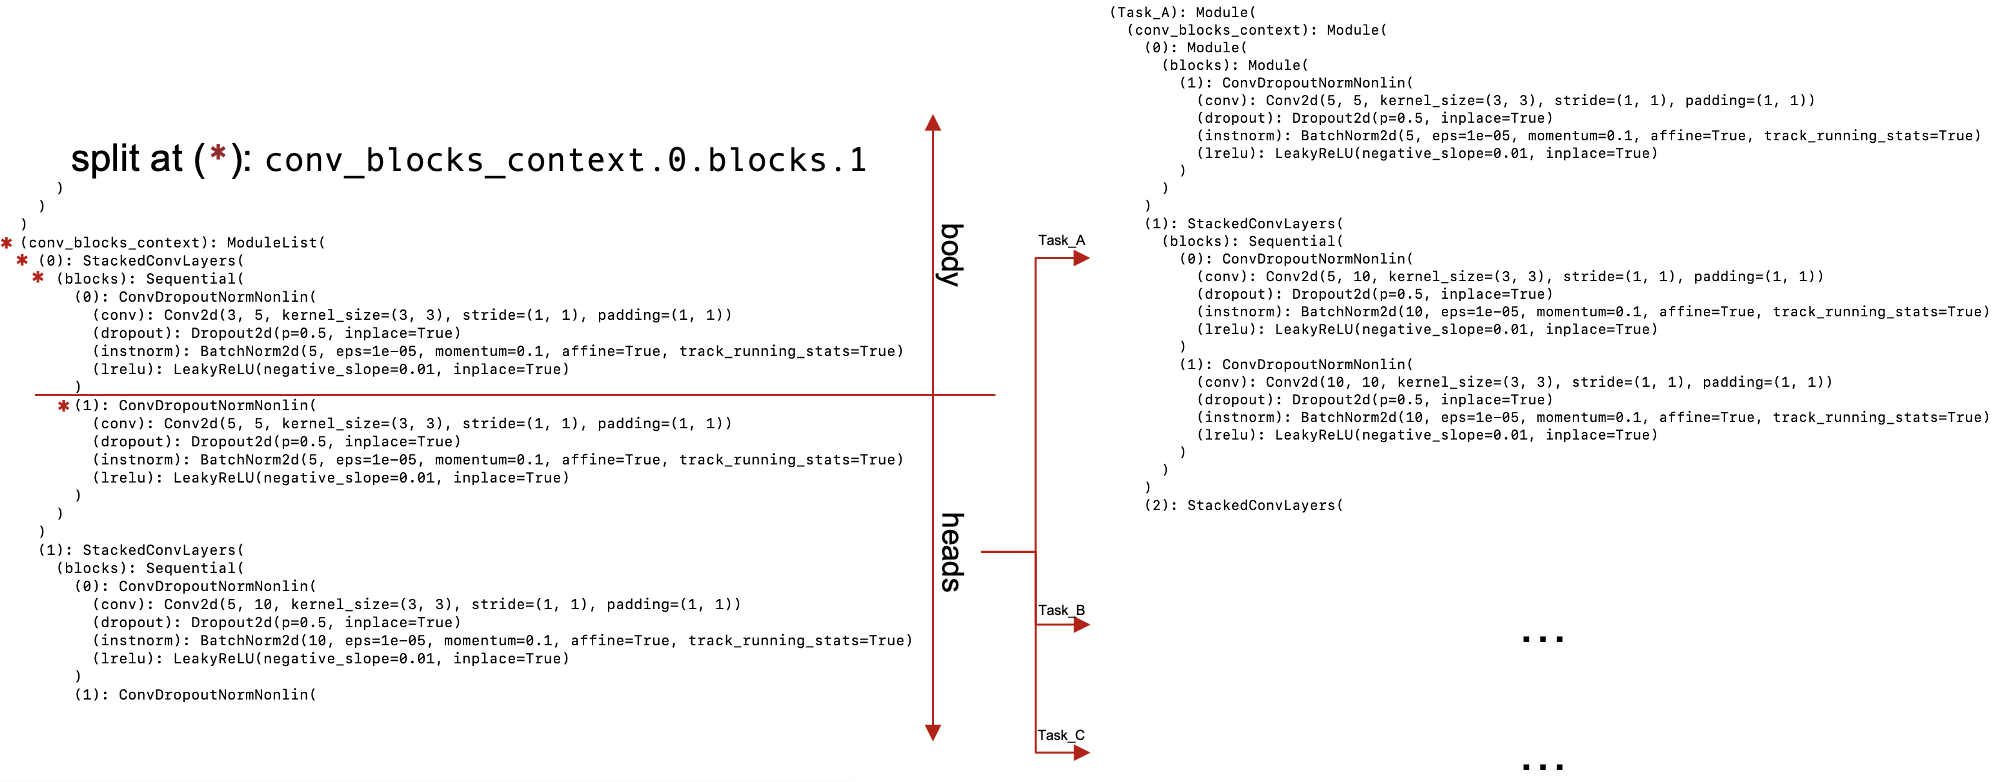 split at (*): conv_blocks_context.0.blocks.1
)
)
)
* (conv_blocks_context): ModuleList(
* (0): StackedConvLayers(
* (blocks): Sequential(
(0): ConvDropoutNormNonlin(
(conv): Conv2d(3, 5, kernel_size=(3, 3), stride=(1, 1), padding=(1, 1))
(dropout): Dropout2d(p=0.5, inplace=True)
(instnorm): BatchNorm2d(5, eps=1e-05, momentum=0.1, affine=True, track_running_stats=True)
(lrelu): LeakyReLU(negative_slope=0.01, inplace=True)
)
* (1): ConvDropoutNormNonlin(
(conv): Conv2d(5, 5, kernel_size=(3, 3), stride=(1, 1), padding=(1, 1))
(dropout): Dropout2d(p=0.5, inplace=True)
(instnorm): BatchNorm2d(5, eps=1e-05, momentum=0.1, affine=True, track_running_stats=True)
(lrelu): LeakyReLU(negative_slope=0.01, inplace=True)
)
)
)
(1): StackedConvLayers(
(blocks): Sequential(
(0): ConvDropoutNormNonlin(
(conv): Conv2d(5, 10, kernel_size=(3, 3), stride=(1, 1), padding=(1, 1))
(dropout): Dropout2d(p=0.5, inplace=True)
(instnorm): BatchNorm2d(10, eps=1e-05, momentum=0.1, affine=True, track_running_stats=True)
(lrelu): LeakyReLU(negative_slope=0.01, inplace=True)
)
(1): ConvDropoutNormNonlin(
body
heads
Task_A
Task_B
Task_C
(Task_A): Module(
(conv_blocks_context): Module(
(0): Module(
(blocks): Module(
(1): ConvDropoutNormNonlin(
(conv): Conv2d(5, 5, kernel_size=(3, 3), stride=(1, 1), padding=(1, 1))
(dropout): Dropout2d(p=0.5, inplace=True)
(instnorm): BatchNorm2d(5, eps=1e-05, momentum=0.1, affine=True, track_running_stats=True)
(lrelu): LeakyReLU(negative_slope=0.01, inplace=True)
)
)
)
(1): StackedConvLayers(
(blocks): Sequential(
(0): ConvDropoutNormNonlin(
(conv): Conv2d(5, 10, kernel_size=(3, 3), stride=(1, 1), padding=(1, 1))
(dropout): Dropout2d(p=0.5, inplace=True)
(instnorm): BatchNorm2d(10, eps=1e-05, momentum=0.1, affine=True, track_running_stats=True)
(lrelu): LeakyReLU(negative_slope=0.01, inplace=True)
)
(1): ConvDropoutNormNonlin(
(conv): Conv2d(10, 10, kernel_size=(3, 3), stride=(1, 1), padding=(1, 1))
(dropout): Dropout2d(p=0.5, inplace=True)
(instnorm): BatchNorm2d(10, eps=1e-05, momentum=0.1, affine=True, track_running_stats=True)
(lrelu): LeakyReLU(negative_slope=0.01, inplace=True)
)
)
)
(2): StackedConvLayers(
...
...